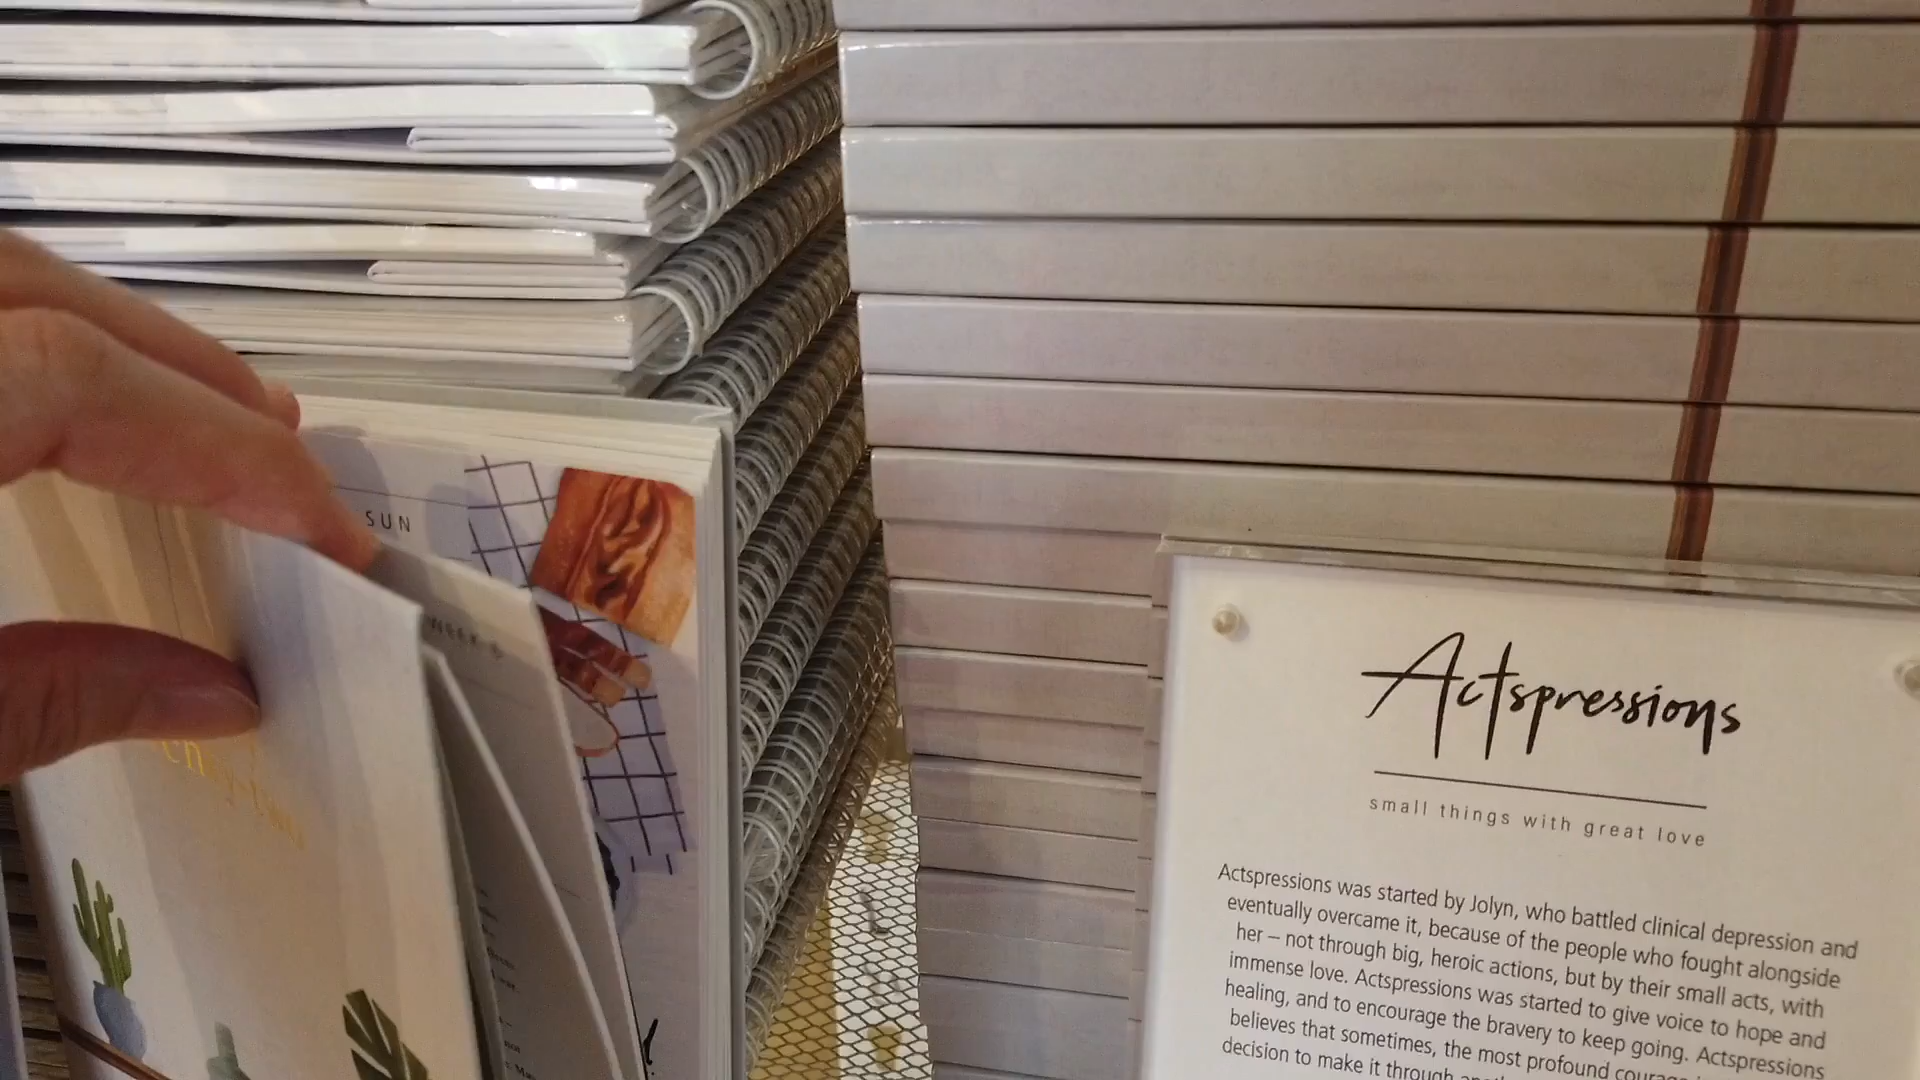 SUN
WEEK
Actspressions
small things with great love
Actspressions was started by Jolyn, who battled clinical depression and
eventually overcame it, because of the people who fought alongside
her – not through big, heroic actions, but by their small acts, with
immense love. Actspressions was started to give voice to hope and
healing, and to encourage the bravery to keep going. Actspressions
believes that sometimes, the most profound courage
decision to make it through